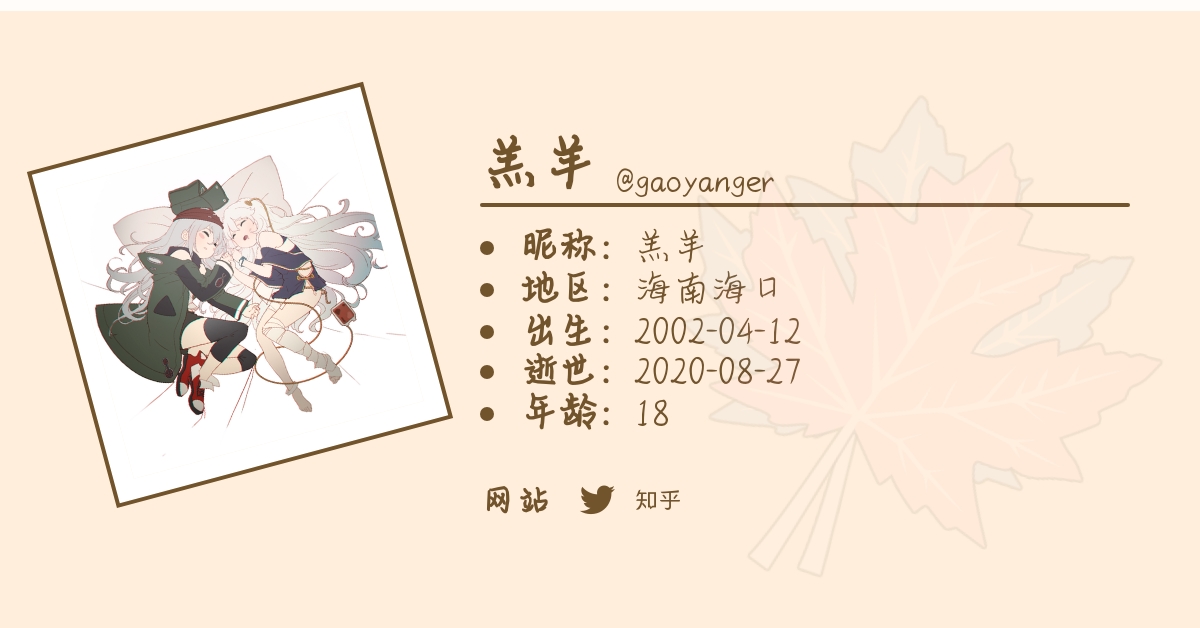 羔羊 @gaoyanger
昵称： 羔羊
地区： 海南海口
出生： 2002-04-12
逝世： 2020-08-27
年龄： 18
网站 知乎